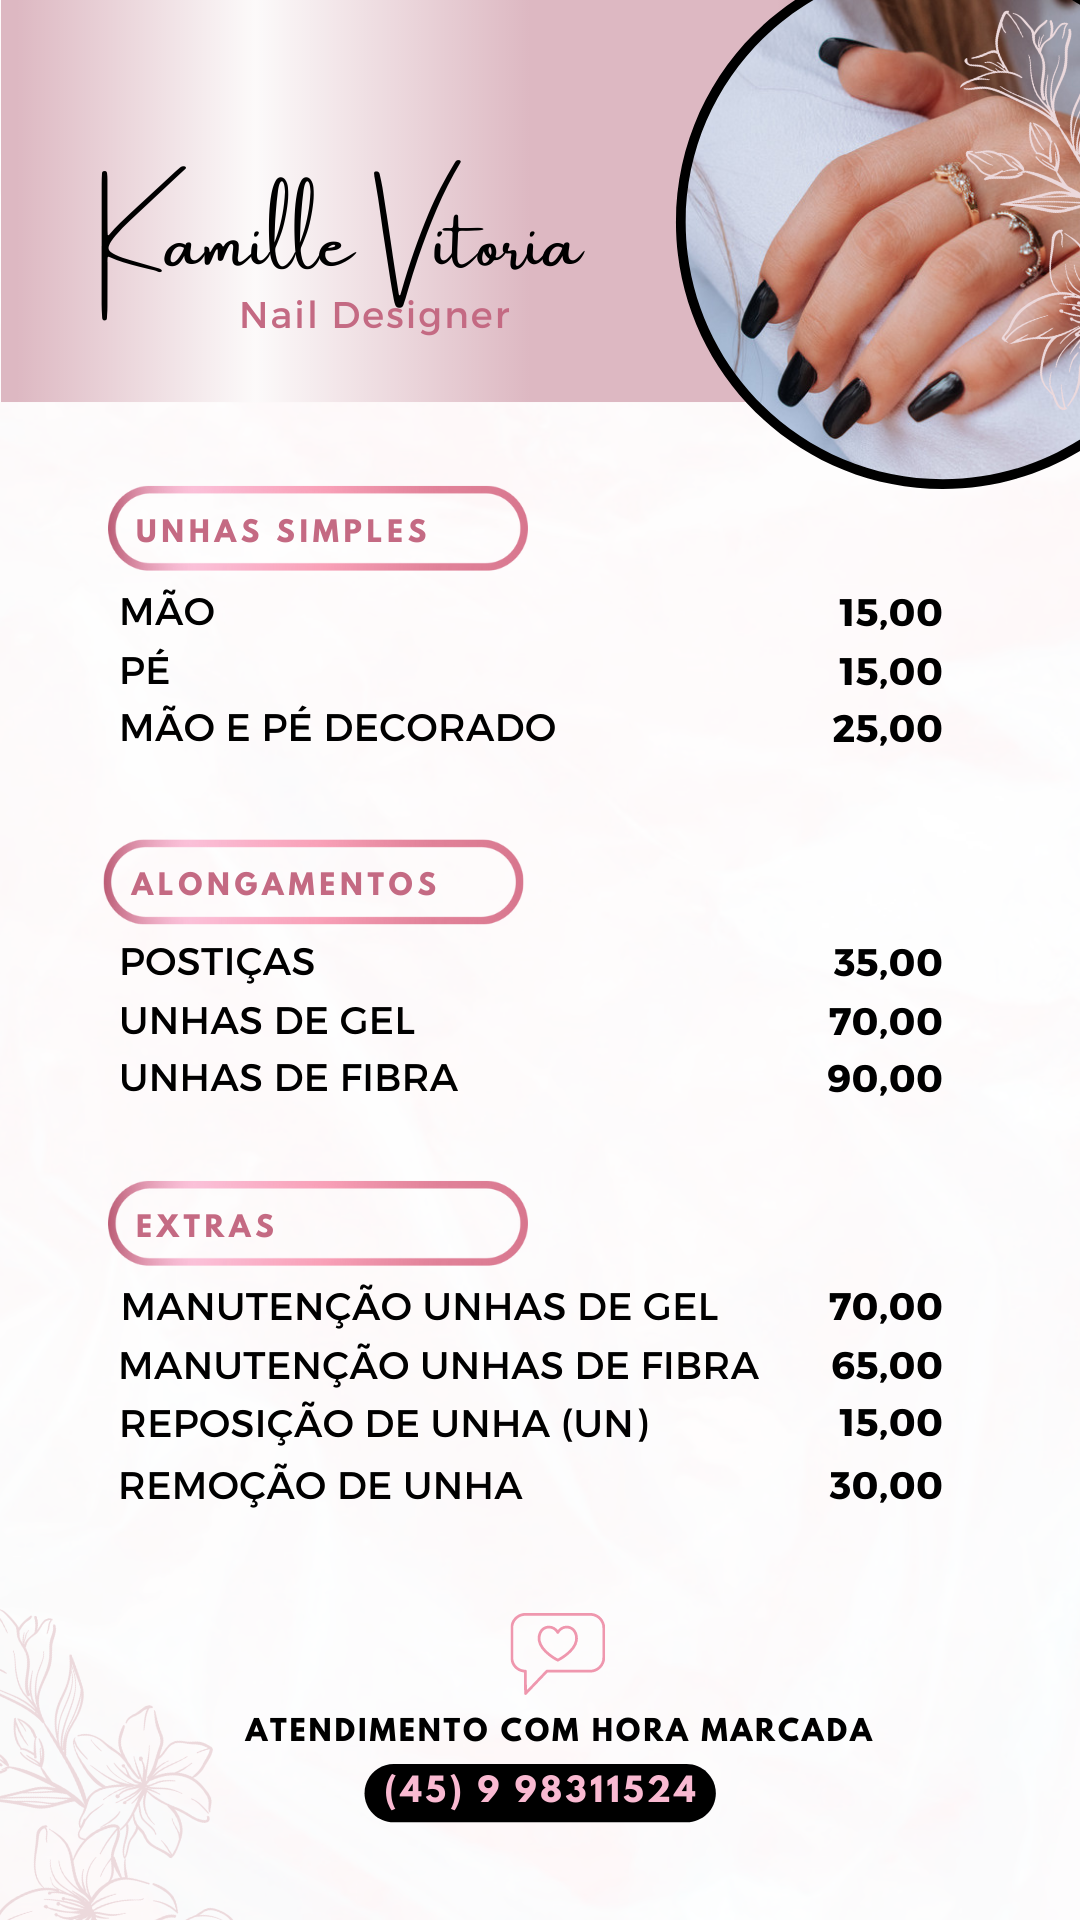 Kamille Vitoria
Nail Designer
UNHAS SIMPLES
MÃO 15,00
PÉ 15,00
MÃO E PÉ DECORADO 25,00
ALONGAMENTOS
POSTIÇAS 35,00
UNHAS DE GEL 70,00
UNHAS DE FIBRA 90,00
EXTRAS
MANUTENÇÃO UNHAS DE GEL 70,00
MANUTENÇÃO UNHAS DE FIBRA 65,00
REPOSIÇÃO DE UNHA (UN) 15,00
REMOÇÃO DE UNHA 30,00
ATENDIMENTO COM HORA MARCADA
(45) 9 98311524